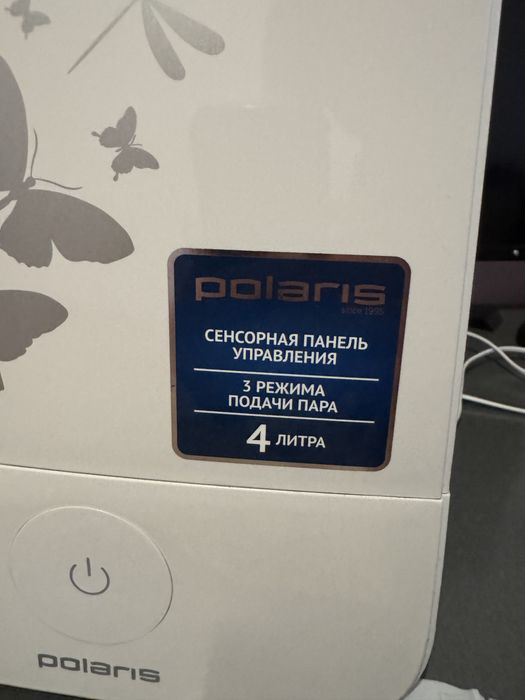 polaris
since 1995
СЕНСОРНАЯ ПАНЕЛЬ
УПРАВЛЕНИЯ
3 РЕЖИМА
ПОДАЧИ ПАРА
4 ЛИТРА
polaris